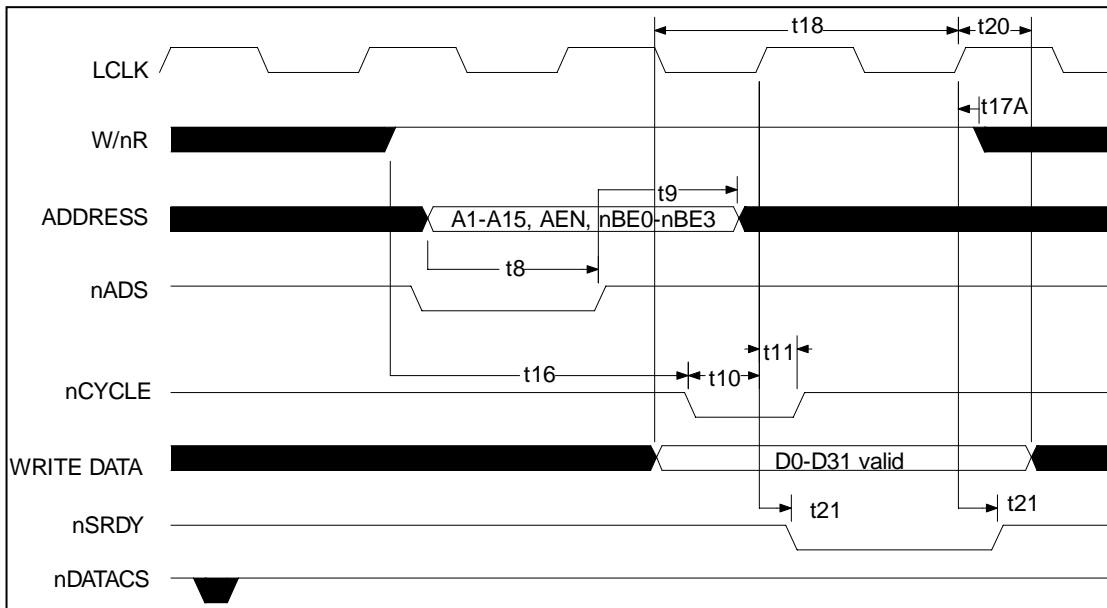 t18
t20
LCLK
t17A
W/nR
t9
ADDRESS
A1-A15, AEN, nBE0-nBE3
t8
nADS
t11
t16
t10
nCYCLE
WRITE DATA
D0-D31 valid
nSRDY
t21
t21
nDATACS